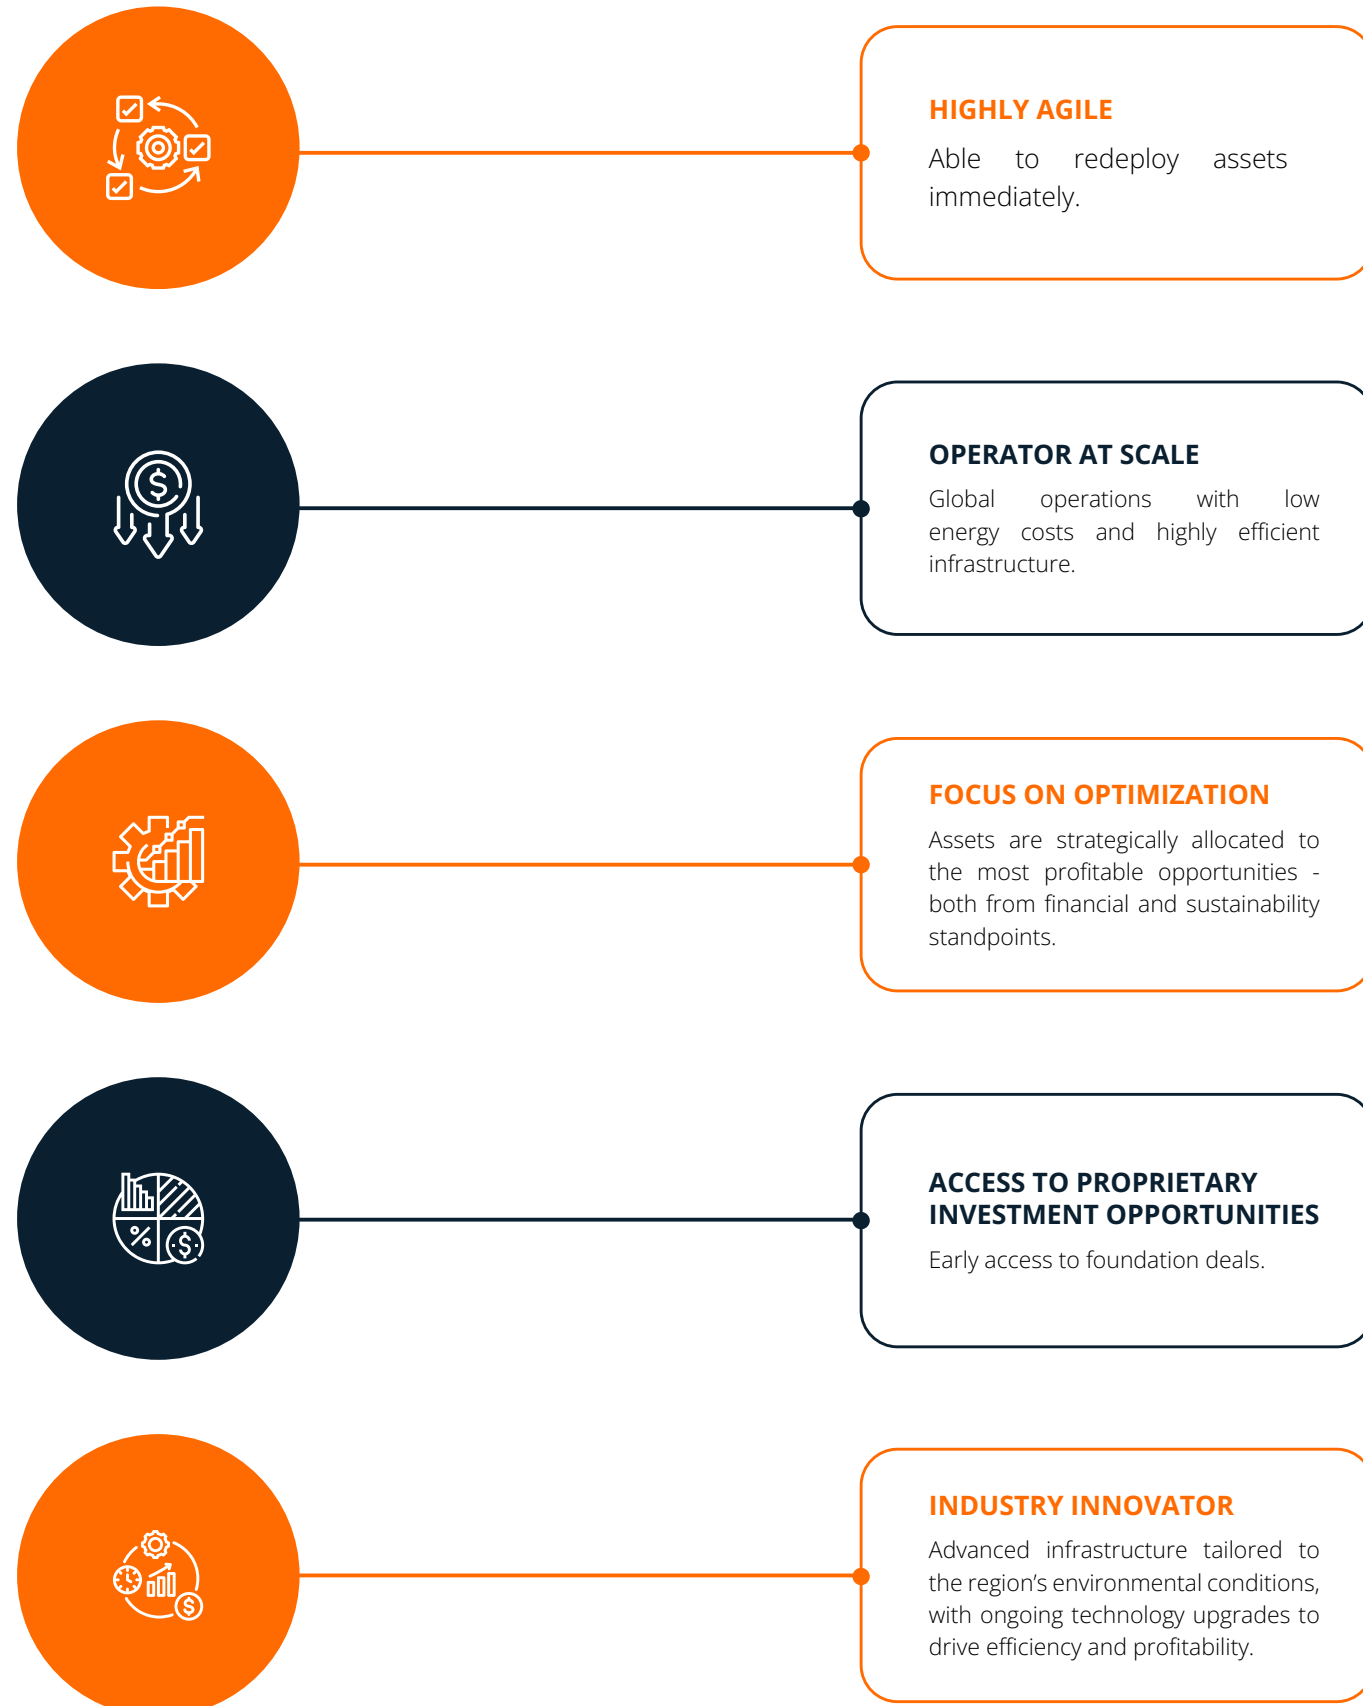 HIGHLY AGILE
Able to redeploy assets
immediately.
OPERATOR AT SCALE
Global operations with low
energy costs and highly efficient
infrastructure.
FOCUS ON OPTIMIZATION
Assets are strategically allocated to
the most profitable opportunities -
both from financial and sustainability
standpoints.
ACCESS TO PROPRIETARY
INVESTMENT OPPORTUNITIES
Early access to foundation deals.
INDUSTRY INNOVATOR
Advanced infrastructure tailored to
the region’s environmental conditions,
with ongoing technology upgrades to
drive efficiency and profitability.